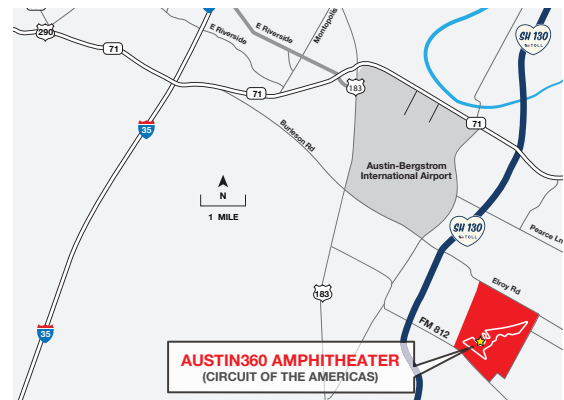 290
71
E Riverside
E Riverside
Montopolis
SH 130
TOLL
183
71
71
35
Burleson Rd
Austin-Bergstrom
International Airport
N
1 MILE
SH 130
TOLL
Pearce Ln
Elroy Rd
183
FM 812
35
AUSTIN360 AMPHITHEATER
(CIRCUIT OF THE AMERICAS)